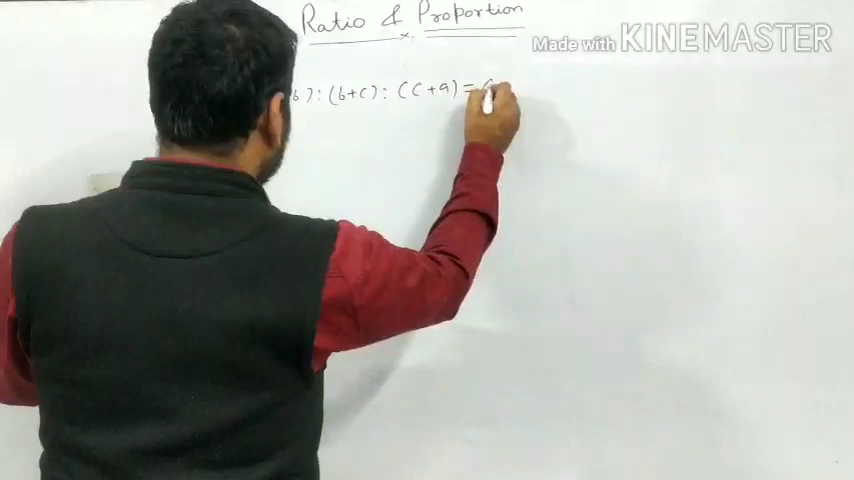 Ratio & Proportion
Made with KINEMASTER
b) : (b+c) : (c+a) =